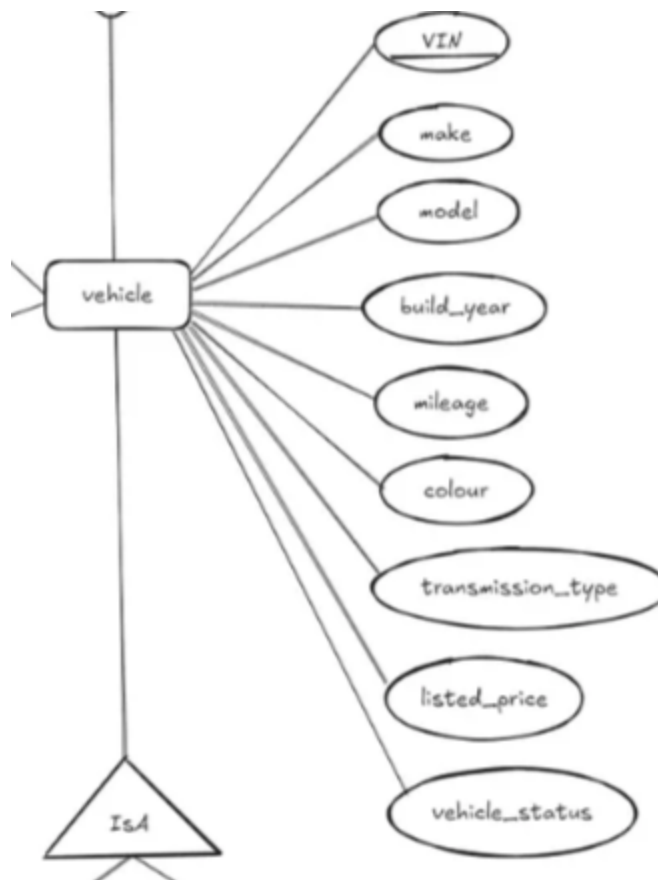 VIN
make
model
vehicle
build_year
mileage
colour
transmission_type
listed_price
vehicle_status
IsA